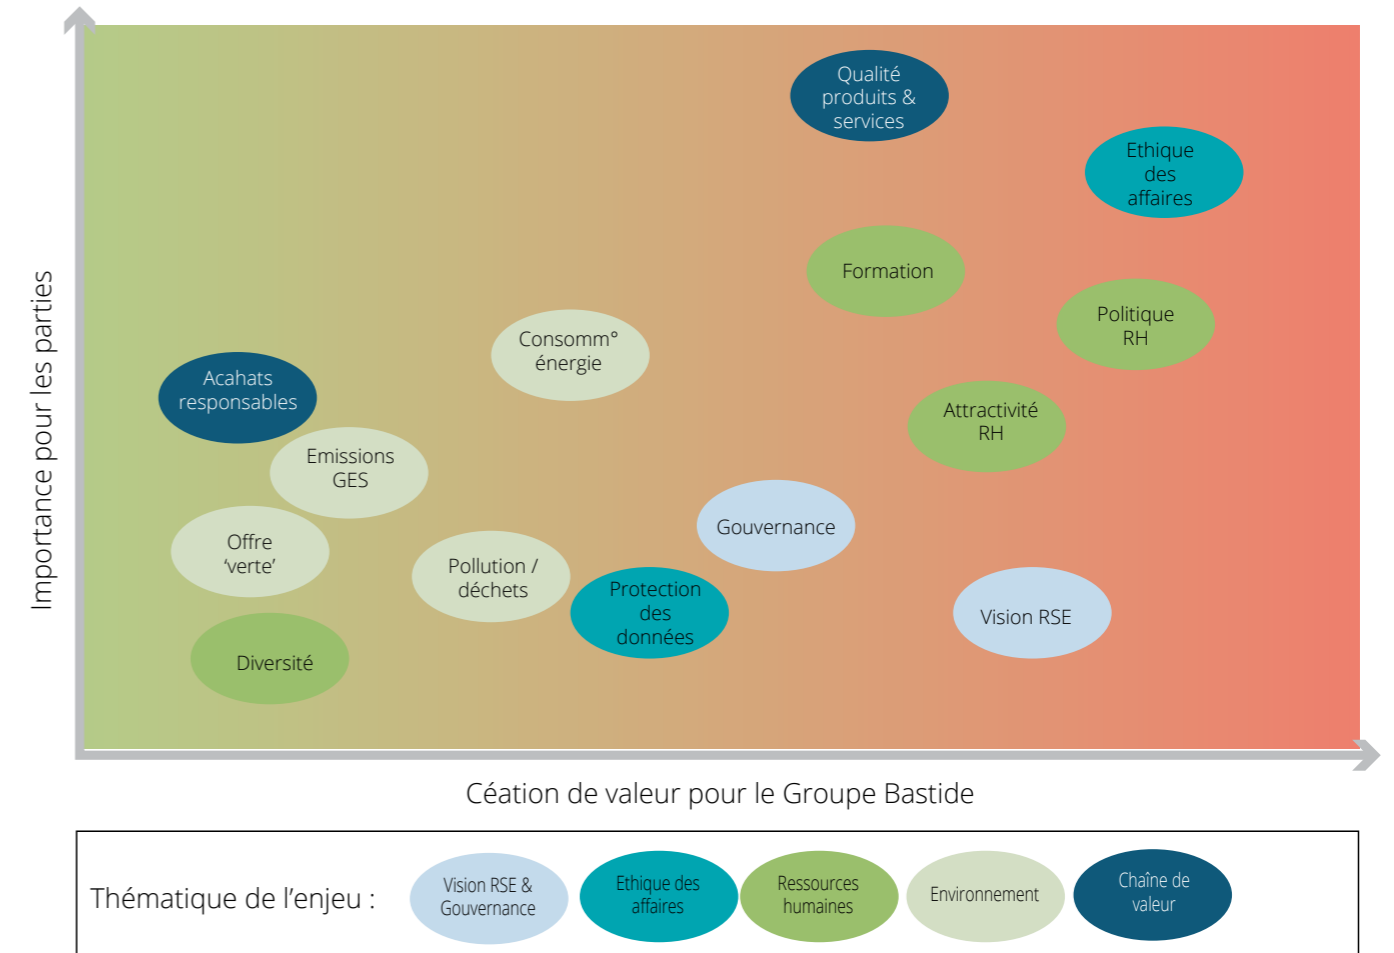 Importance pour les parties
Qualité
produits &
services
Ethique
des
affaires
Formation
Politique
RH
Consomm°
énergie
Acahats
responsables
Attractivité
RH
Emissions
GES
Gouvernance
Offre
‘verte’
Pollution /
déchets
Protection
des
données
Vision RSE
Diversité
Céation de valeur pour le Groupe Bastide
Thématique de l’enjeu :
Vision RSE &
Gouvernance
Ethique des
affaires
Ressources
humaines
Environnement
Chaîne de
valeur